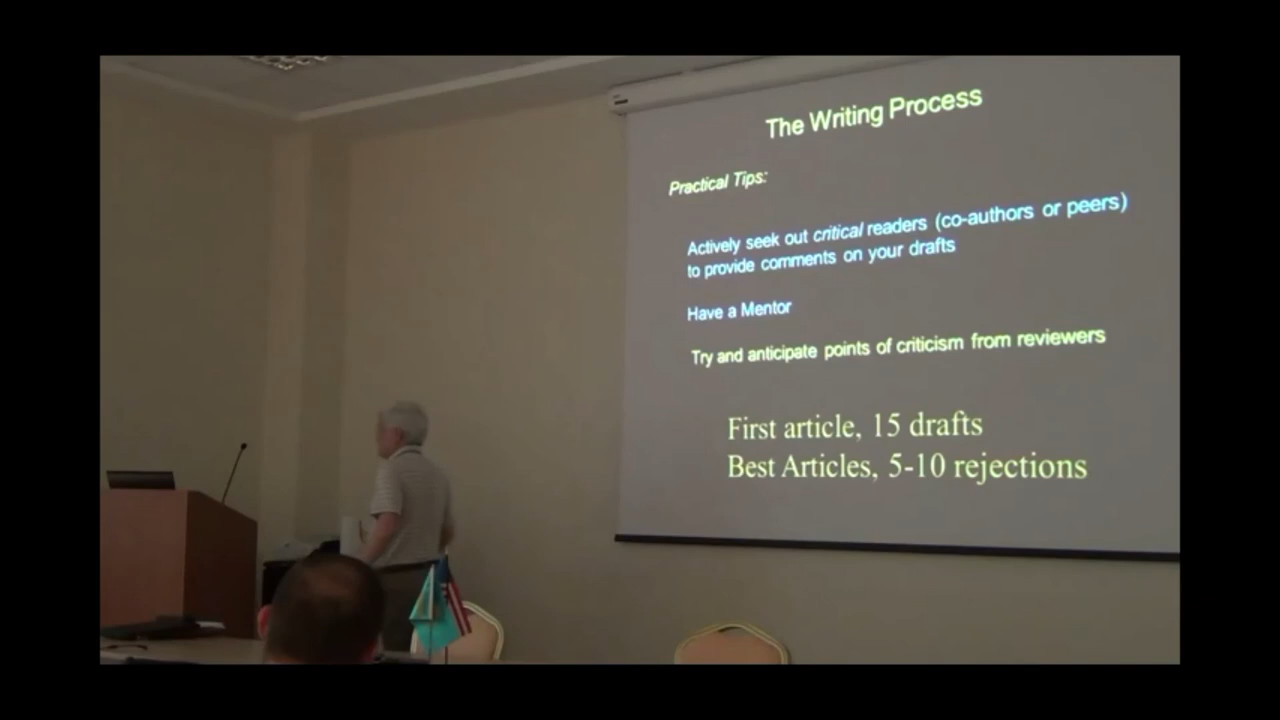 The Writing Process
Practical Tips:
Actively seek out critical readers (co-authors or peers)
to provide comments on your drafts
Have a Mentor
Try and anticipate points of criticism from reviewers
First article, 15 drafts
Best Articles, 5-10 rejections